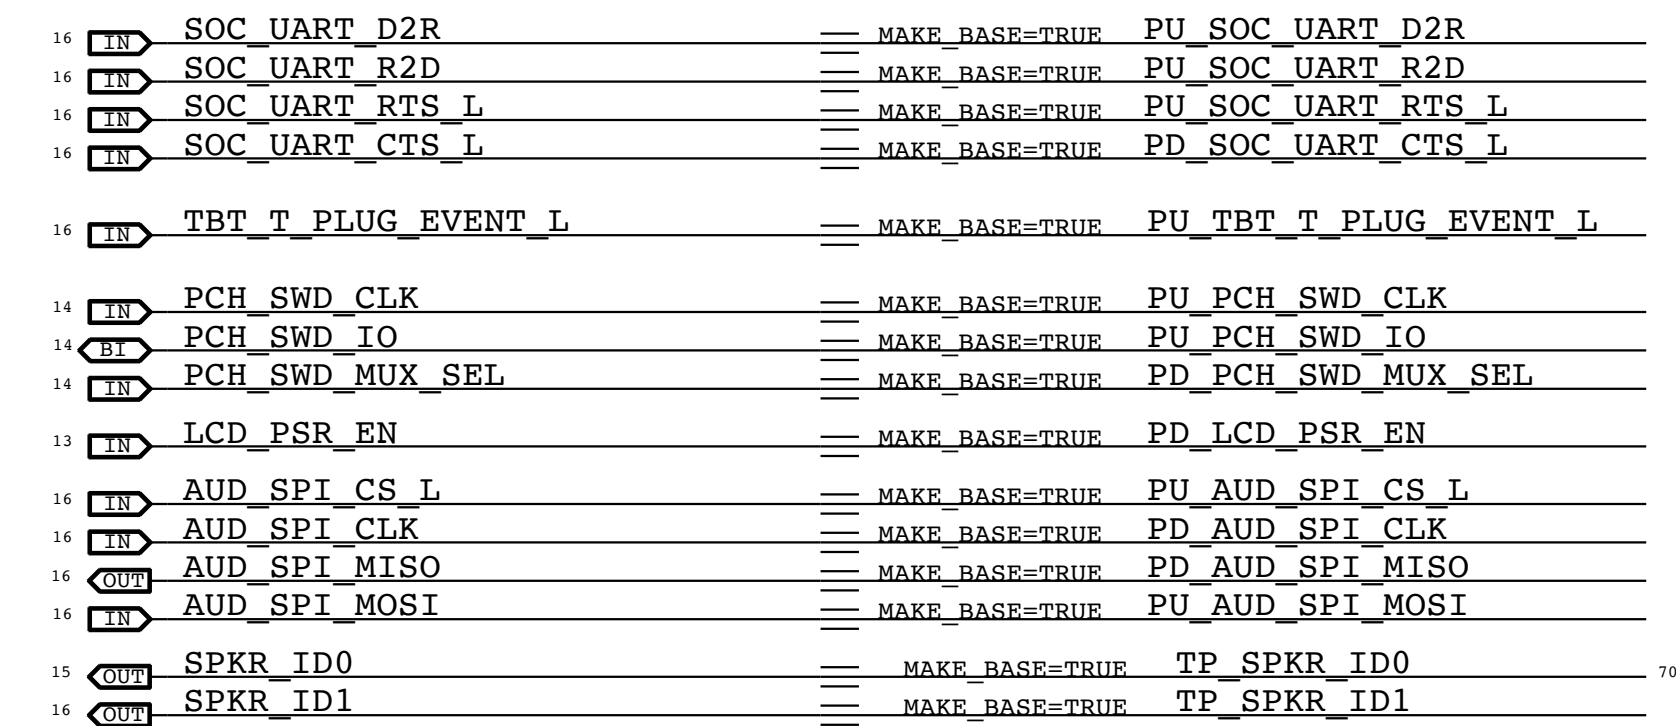 16 IN SOC_UART_D2R MAKE_BASE=TRUE PU_SOC_UART_D2R
16 IN SOC_UART_R2D MAKE_BASE=TRUE PU_SOC_UART_R2D
16 IN SOC_UART_RTS_L MAKE_BASE=TRUE PU_SOC_UART_RTS_L
16 IN SOC_UART_CTS_L MAKE_BASE=TRUE PD_SOC_UART_CTS_L
16 IN TBT_T_PLUG_EVENT_L MAKE_BASE=TRUE PU_TBT_T_PLUG_EVENT_L
14 IN PCH_SWD_CLK MAKE_BASE=TRUE PU_PCH_SWD_CLK
14 BI PCH_SWD_IO MAKE_BASE=TRUE PU_PCH_SWD_IO
14 IN PCH_SWD_MUX_SEL MAKE_BASE=TRUE PD_PCH_SWD_MUX_SEL
13 IN LCD_PSR_EN MAKE_BASE=TRUE PD_LCD_PSR_EN
16 IN AUD_SPI_CS_L MAKE_BASE=TRUE PU_AUD_SPI_CS_L
16 IN AUD_SPI_CLK MAKE_BASE=TRUE PD_AUD_SPI_CLK
16 OUT AUD_SPI_MISO MAKE_BASE=TRUE PD_AUD_SPI_MISO
16 IN AUD_SPI_MOSI MAKE_BASE=TRUE PU_AUD_SPI_MOSI
15 OUT SPKR_ID0 MAKE_BASE=TRUE TP_SPKR_ID0 70
16 OUT SPKR_ID1 MAKE_BASE=TRUE TP_SPKR_ID1